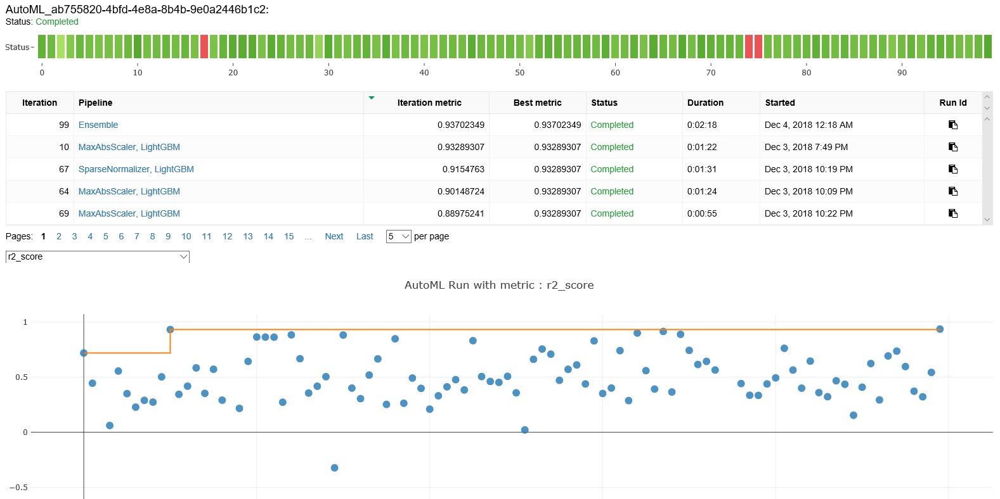 AutoML_ab755820-4bfd-4e8a-8b4b-9e0a2446b1c2:
Status: Completed
Status
0 10 20 30 40 50 60 70 80 90
Iteration Pipeline Iteration metric Best metric Status Duration Started Run Id
99 Ensemble 0.93702349 0.93702349 Completed 0:02:18 Dec 4, 2018 12:18 AM
10 MaxAbsScaler, LightGBM 0.93289307 0.93289307 Completed 0:01:22 Dec 3, 2018 7:49 PM
67 SparseNormalizer, LightGBM 0.9154763 0.93289307 Completed 0:01:31 Dec 3, 2018 10:19 PM
64 MaxAbsScaler, LightGBM 0.90148724 0.93289307 Completed 0:01:24 Dec 3, 2018 10:09 PM
69 MaxAbsScaler, LightGBM 0.88975241 0.93289307 Completed 0:00:55 Dec 3, 2018 10:22 PM
Pages: 1 2 3 4 5 6 7 8 9 10 11 12 13 14 15 ... Next Last 5 per page
r2_score
AutoML Run with metric : r2_score
1
0.5
0
−0.5